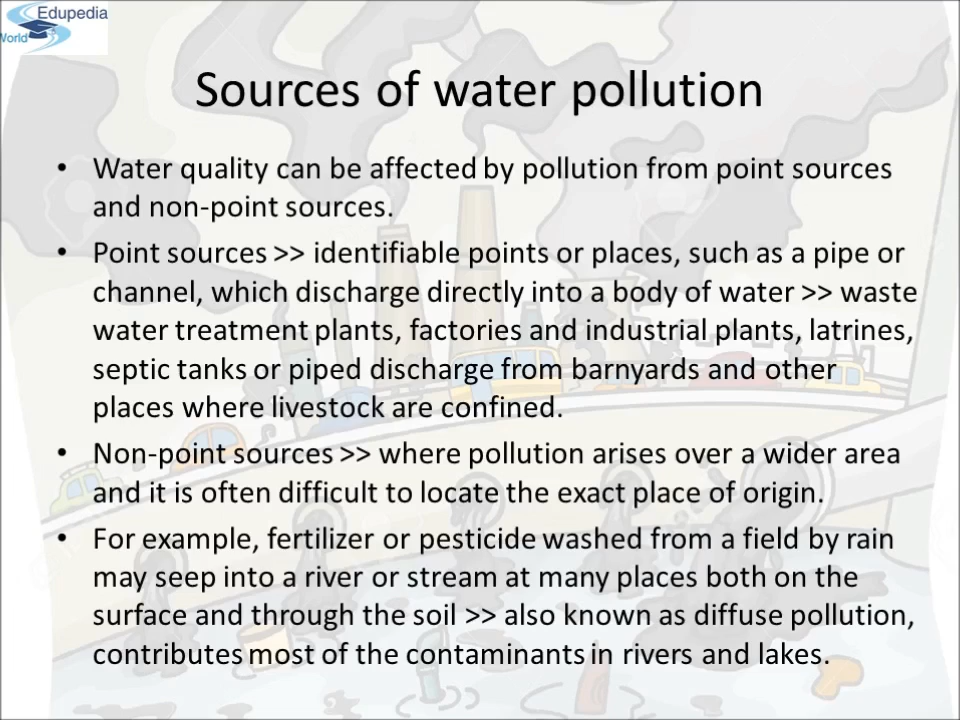 Edupedia
World
Sources of water pollution
• Water quality can be affected by pollution from point sources
and non-point sources.
• Point sources >> identifiable points or places, such as a pipe or
channel, which discharge directly into a body of water >> waste
water treatment plants, factories and industrial plants, latrines,
septic tanks or piped discharge from barnyards and other
places where livestock are confined.
• Non-point sources >> where pollution arises over a wider area
and it is often difficult to locate the exact place of origin.
• For example, fertilizer or pesticide washed from a field by rain
may seep into a river or stream at many places both on the
surface and through the soil >> also known as diffuse pollution,
contributes most of the contaminants in rivers and lakes.